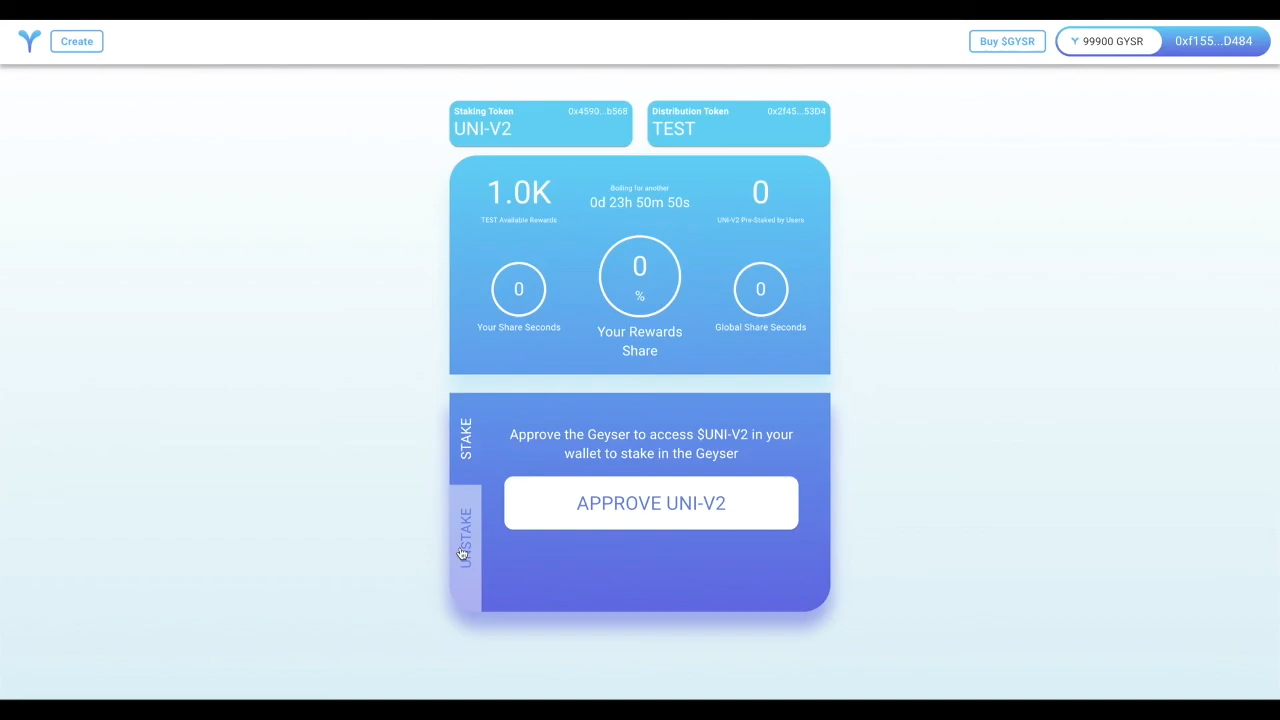 Create
Buy $GYSR
99900 GYSR
0xf155...D484
Staking Token
0x4590...b568
UNI-V2
Distribution Token
0x2f45...53D4
TEST
1.0K
TEST Available Rewards
Boiling for another
0d 23h 50m 50s
0
UNI-V2 Pre-Staked by Users
0
Your Share Seconds
0
%
Your Rewards
Share
0
Global Share Seconds
STAKE
UNSTAKE
Approve the Geyser to access $UNI-V2 in your
wallet to stake in the Geyser
APPROVE UNI-V2